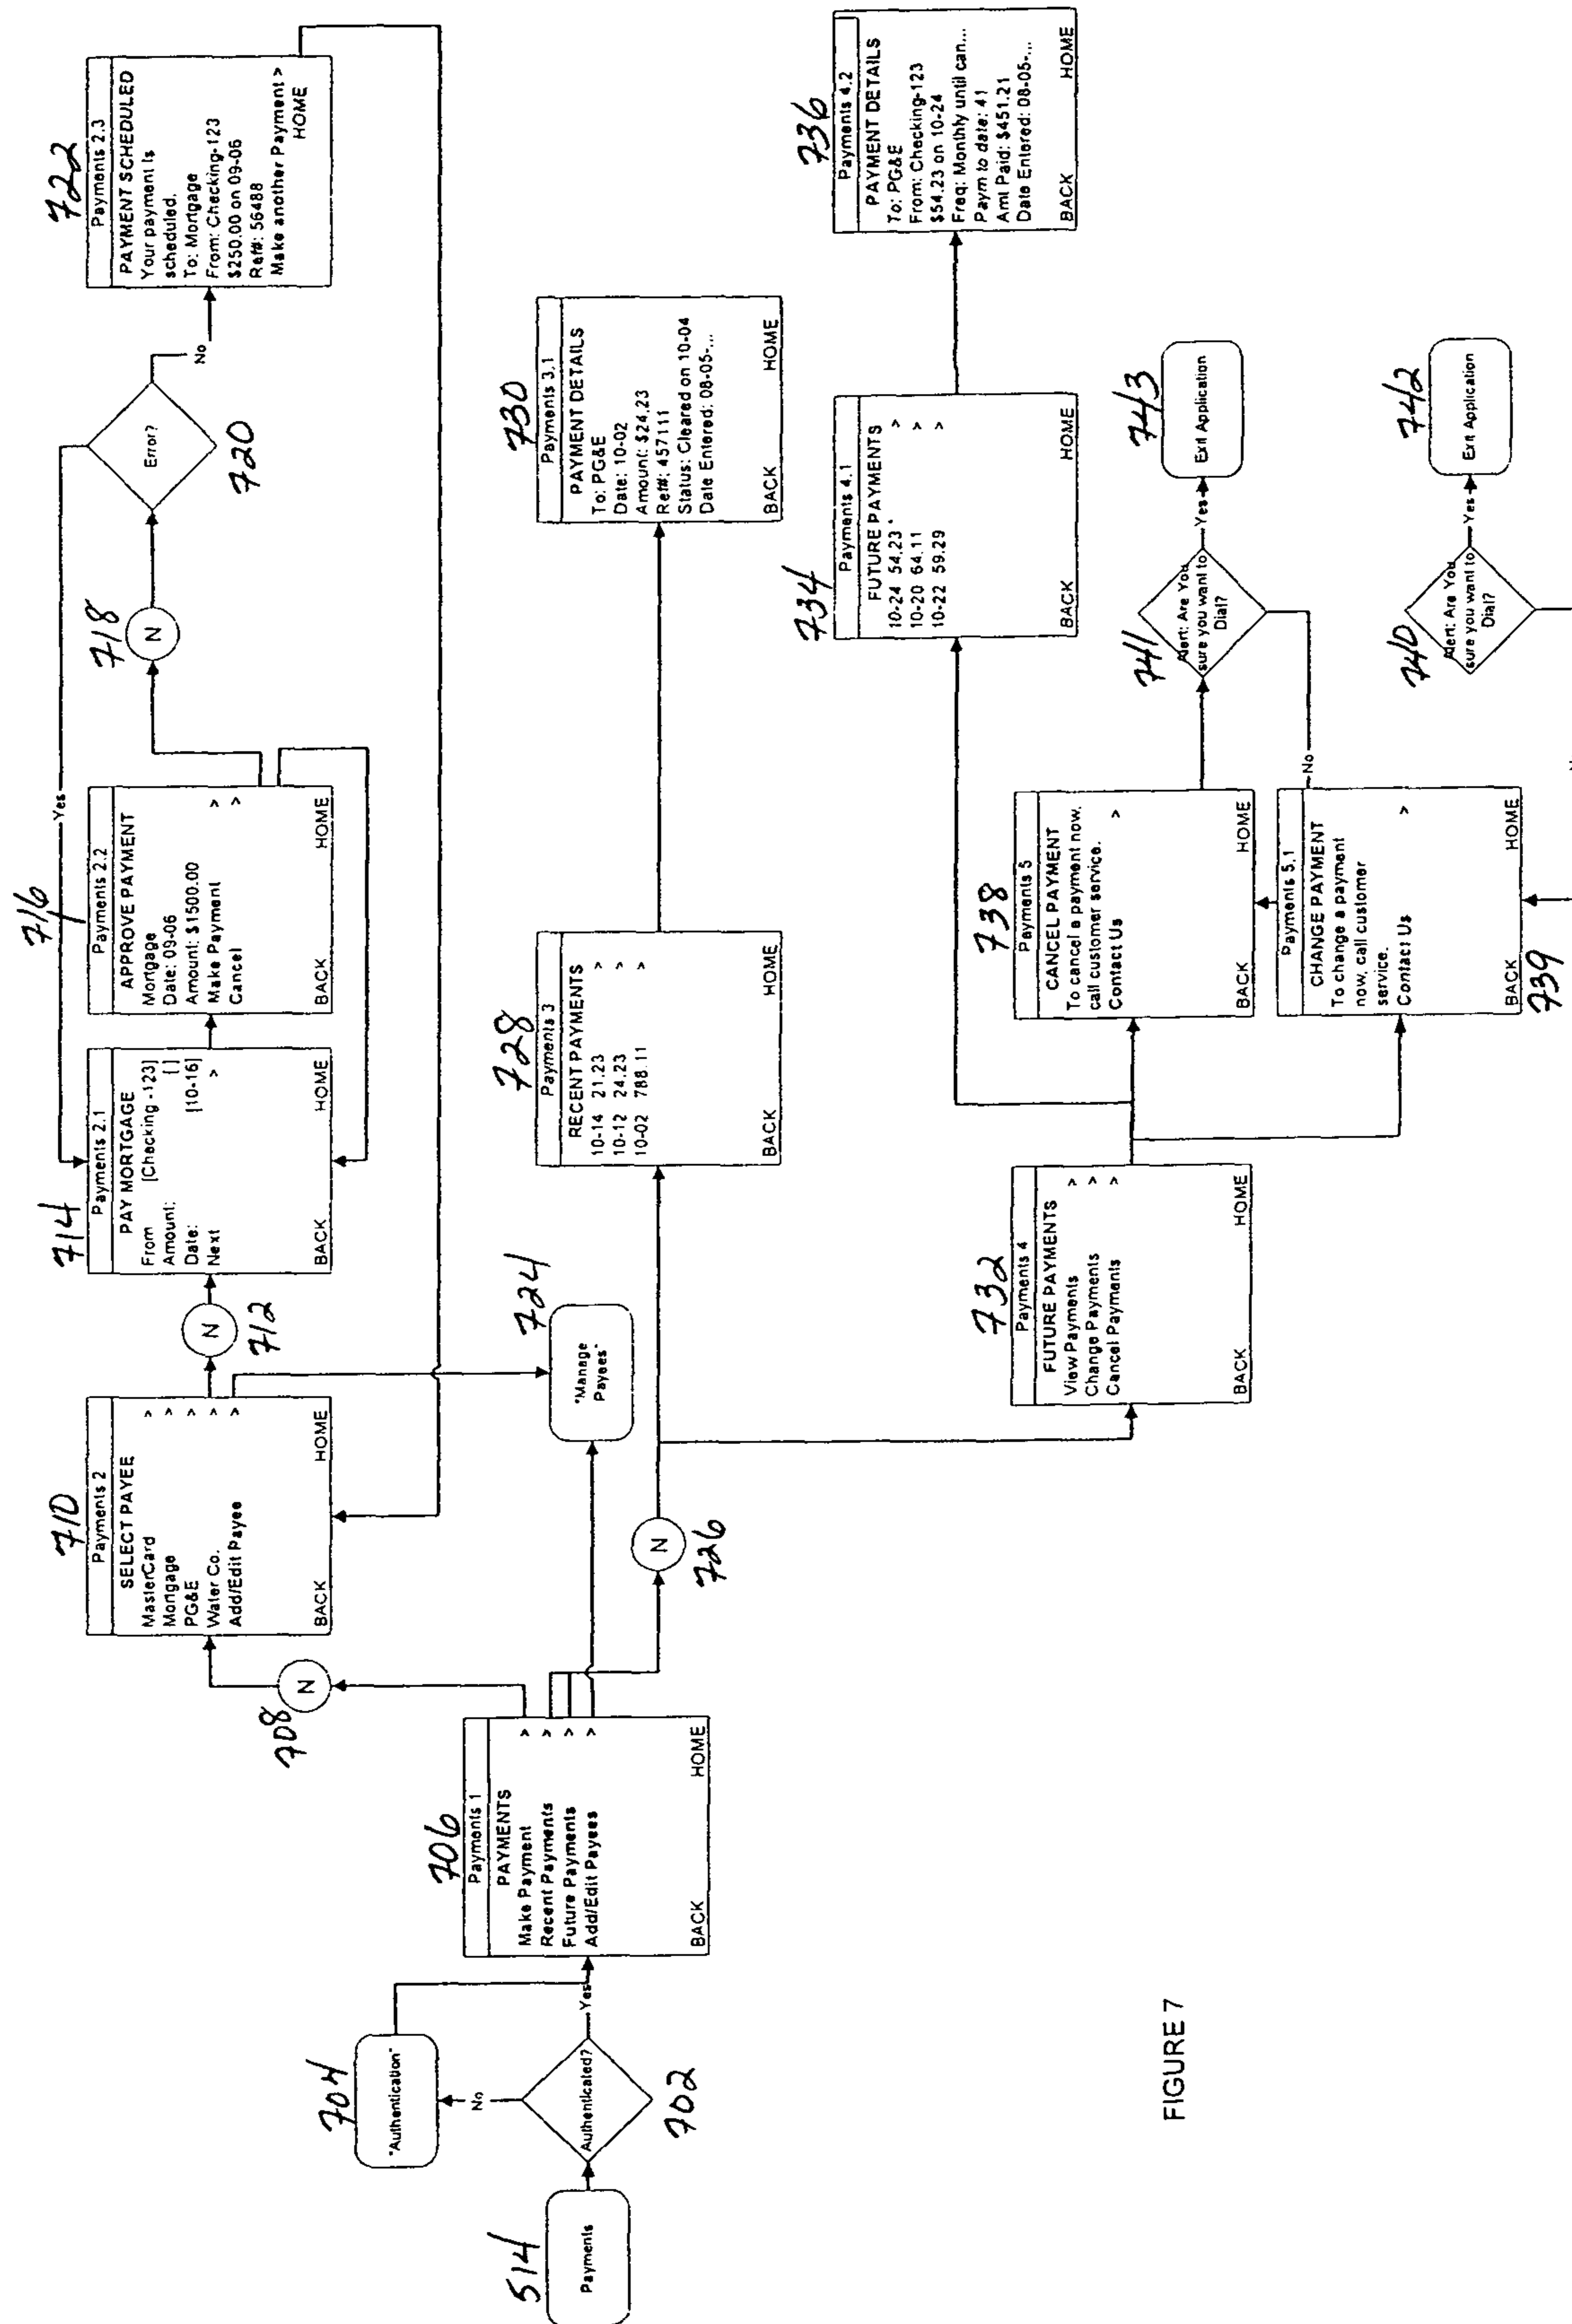 514
Payments
702
Authenticated?
No
Yes
704
"Authentication"
706
Payments 1
PAYMENTS
Make Payment >
Recent Payments >
Future Payments >
Add/Edit Payees >
BACK HOME
708
N
710
Payments 2
SELECT PAYEE
MasterCard >
Mortgage >
PG&E >
Water Co. >
Add/Edit Payee >
BACK HOME
712
N
714
Payments 2.1
PAY MORTGAGE
From [Checking -123]
Amount: [ ]
Date: [10-16]
Next >
BACK HOME
716
Payments 2.2
APPROVE PAYMENT
Mortgage
Date: 09-06
Amount: $1500.00
Make Payment >
Cancel >
BACK HOME
Yes
718
N
720
Error?
No
722
Payments 2.3
PAYMENT SCHEDULED
Your payment is
scheduled.
To: Mortgage
From: Checking-123
$250.00 on 09-06
Ref#: 56488
Make another Payment >
HOME
724
"Manage
Payees"
726
N
728
Payments 3
RECENT PAYMENTS
10-14 21.23 >
10-12 24.23 >
10-02 788.11 >
BACK HOME
730
Payments 3.1
PAYMENT DETAILS
To: PG&E
Date: 10-02
Amount: $24.23
Ref#: 457111
Status: Cleared on 10-04
Date Entered: 08-05-...
BACK HOME
732
Payments 4
FUTURE PAYMENTS
View Payments >
Change Payments >
Cancel Payments >
BACK HOME
734
Payments 4.1
FUTURE PAYMENTS
10-24 54.23 * >
10-20 64.11 >
10-22 59.29 >
BACK HOME
736
Payments 4.2
PAYMENT DETAILS
To: PG&E
From: Checking-123
$54.23 on 10-24
Freq: Monthly until can...
Paym to date: 41
Amt Paid: $451.21
Date Entered: 08-05-...
BACK HOME
738
Payments 5
CANCEL PAYMENT
To cancel a payment now,
call customer service.
Contact Us >
BACK HOME
741
Alert: Are You
sure you want to
Dial?
Yes
No
743
Exit Application
Payments 5.1
CHANGE PAYMENT
To change a payment
now, call customer
service.
Contact Us >
BACK HOME
739
740
Alert: Are You
sure you want to
Dial?
Yes
742
Exit Application
FIGURE 7